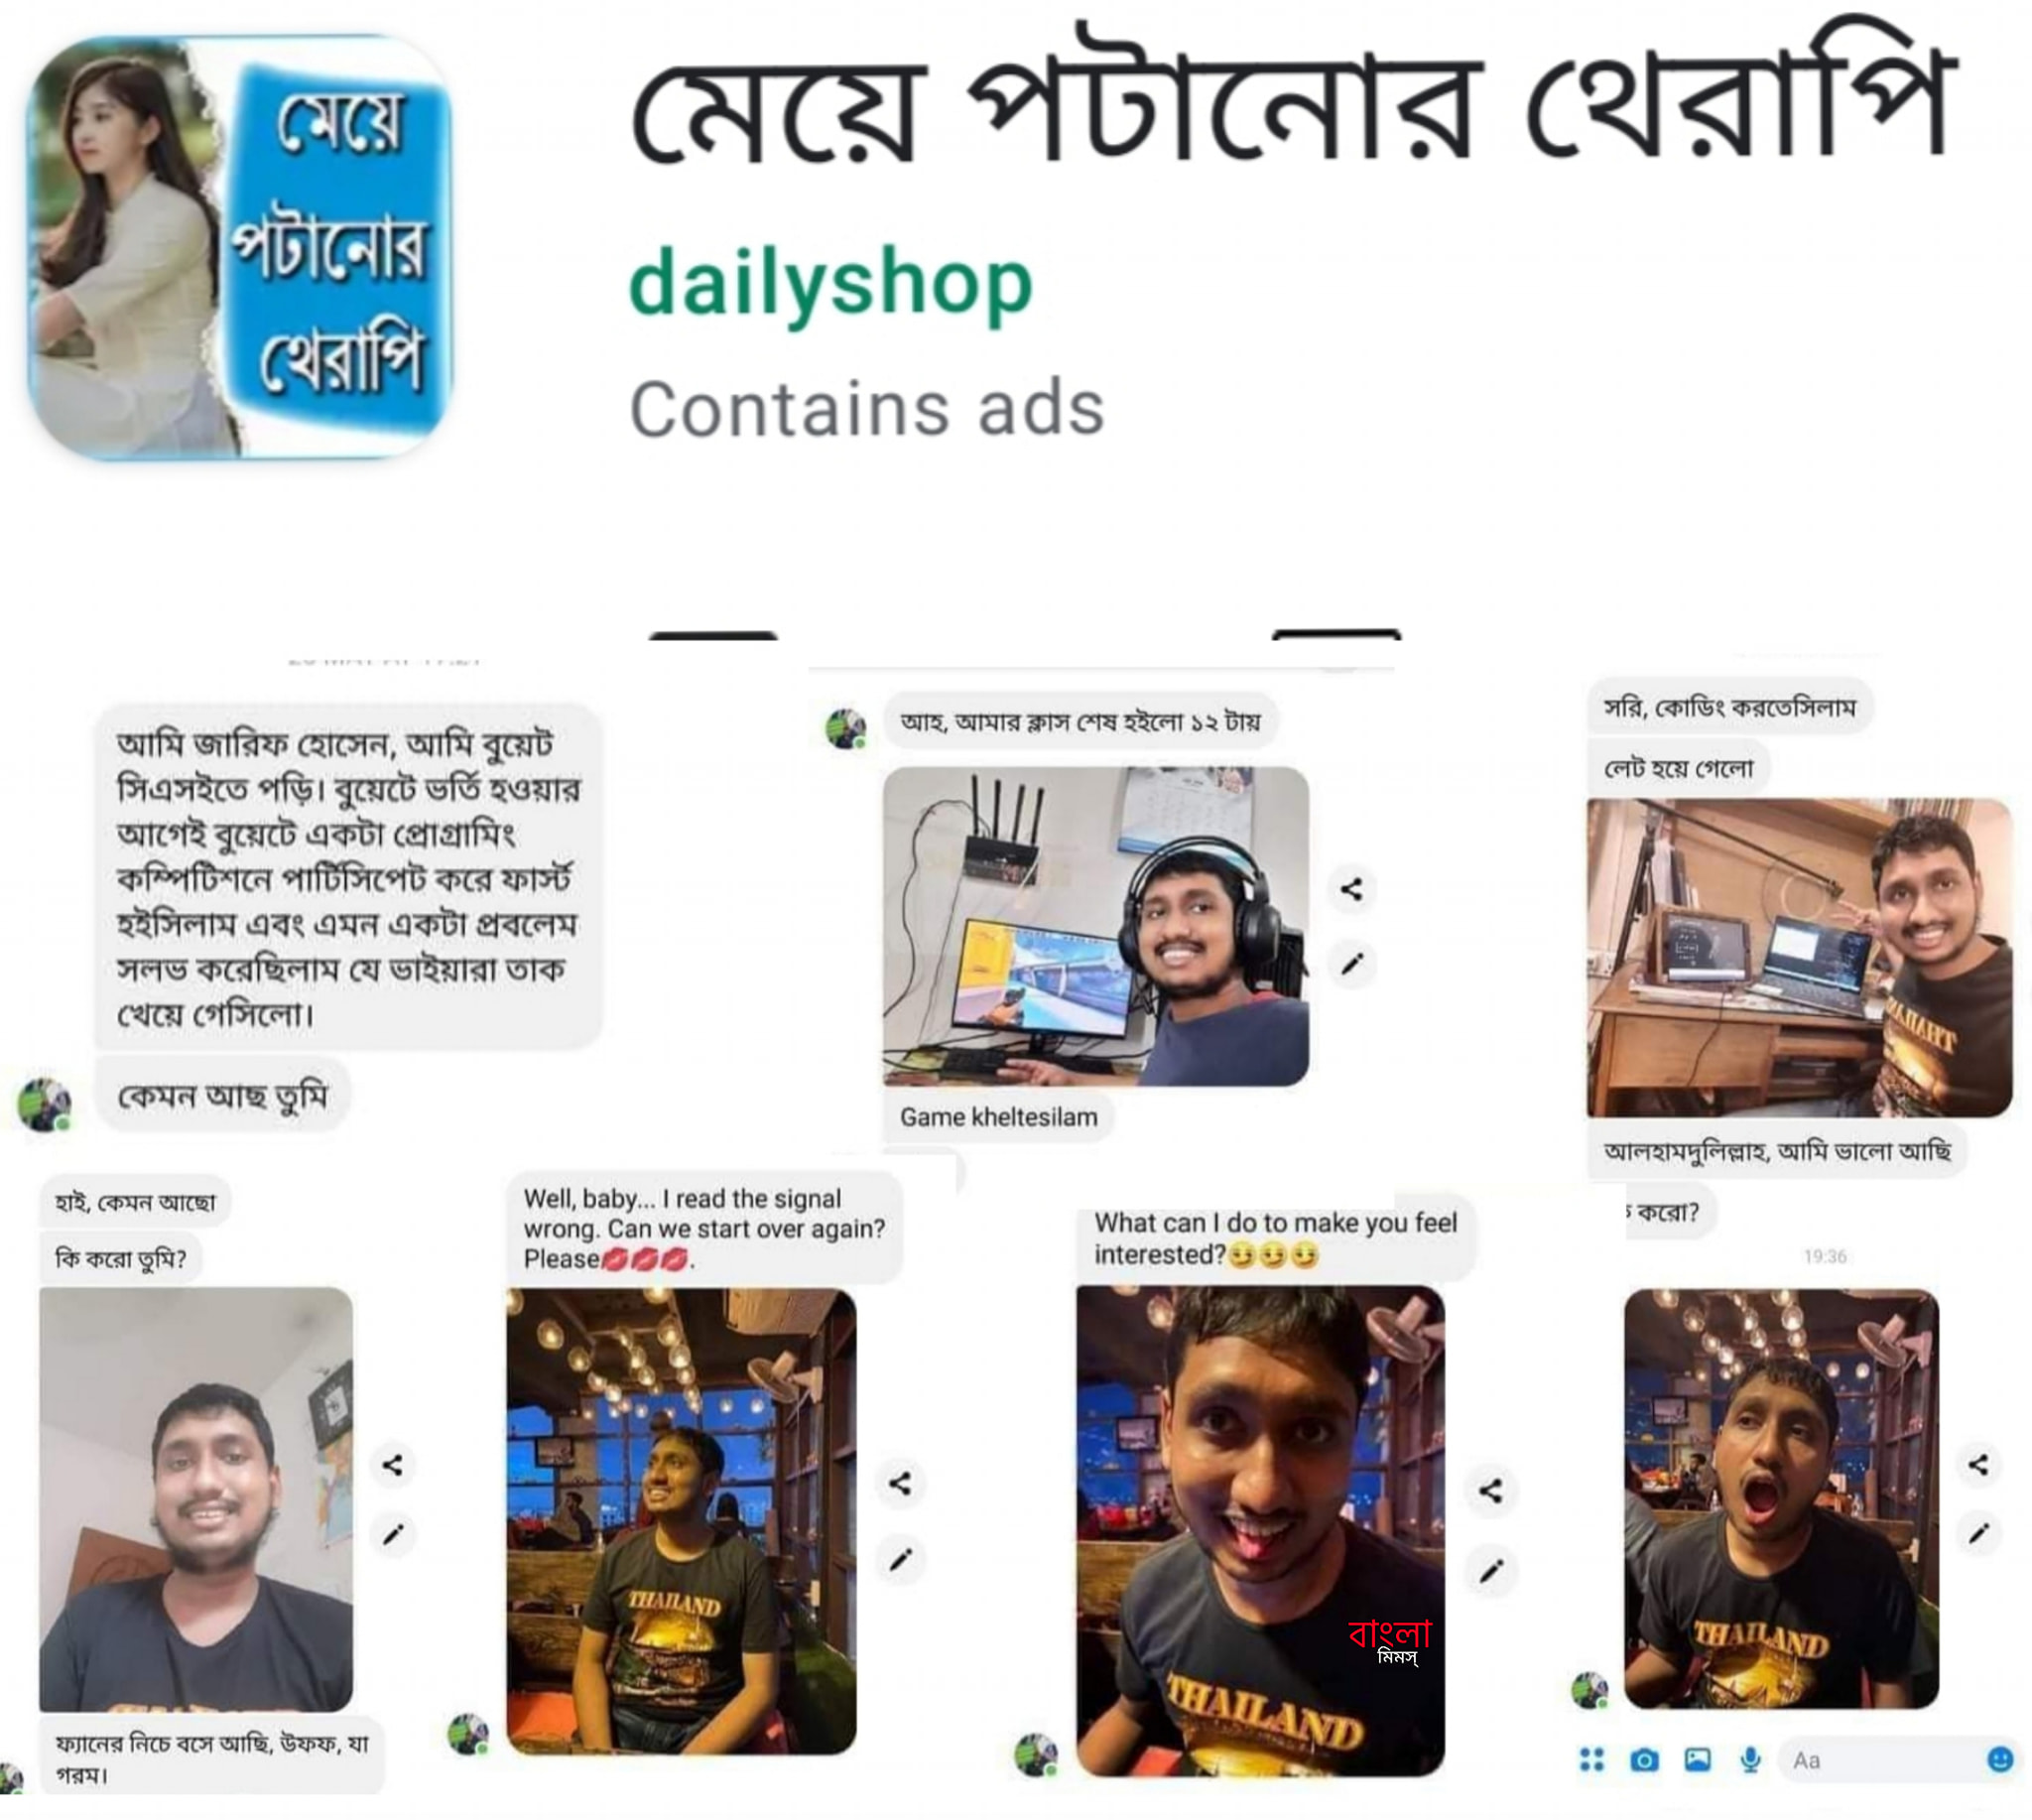 মেয়ে
পটানোর
থেরাপি
মেয়ে পটানোর থেরাপি
dailyshop
Contains ads
আমি জারিফ হোসেন, আমি বুয়েট
সিএসইতে পড়ি। বুয়েটে ভর্তি হওয়ার
আগেই বুয়েটে একটা প্রোগ্রামিং
কম্পিটিশনে পার্টিসিপেট করে ফার্স্ট
হইসিলাম এবং এমন একটা প্রবলেম
সলভ করেছিলাম যে ভাইয়ারা তাক
খেয়ে গেসিলো।
কেমন আছ তুমি
আহ, আমার ক্লাস শেষ হইলো ১২ টায়
Game kheltesilam
সরি, কোডিং করতেসিলাম
লেট হয়ে গেলো
THAILAND
আলহামদুলিল্লাহ, আমি ভালো আছি
করো?
19:36
হাই, কেমন আছো
কি করো তুমি?
ফ্যানের নিচে বসে আছি, উফফ, যা
গরম।
Well, baby... I read the signal
wrong. Can we start over again?
Please💋💋💋.
THAILAND
What can I do to make you feel
interested?😏😏😏
বাংলা
মিমস্
THAILAND
THAILAND
Aa